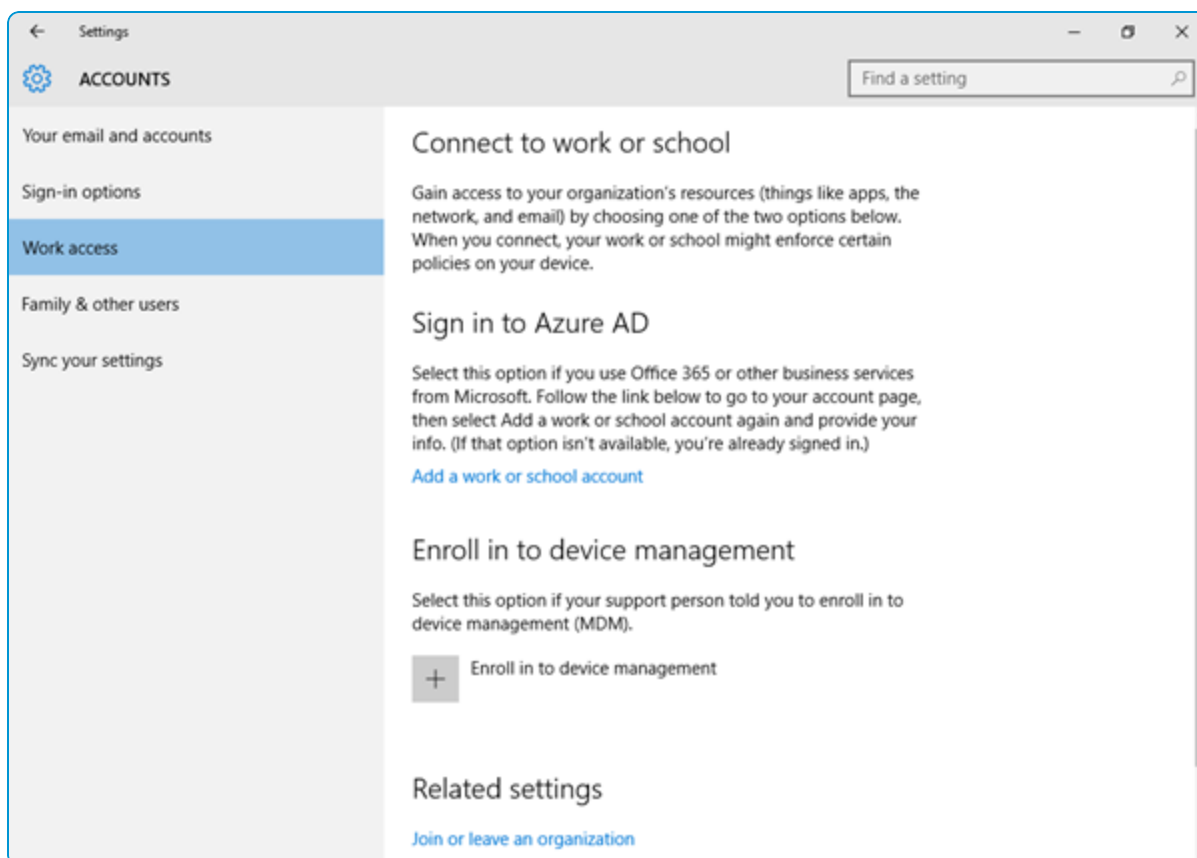 Settings
ACCOUNTS
Find a setting
Your email and accounts
Sign-in options
Work access
Family & other users
Sync your settings
Connect to work or school
Gain access to your organization's resources (things like apps, the
network, and email) by choosing one of the two options below.
When you connect, your work or school might enforce certain
policies on your device.
Sign in to Azure AD
Select this option if you use Office 365 or other business services
from Microsoft. Follow the link below to go to your account page,
then select Add a work or school account again and provide your
info. (If that option isn't available, you're already signed in.)
Add a work or school account
Enroll in to device management
Select this option if your support person told you to enroll in to
device management (MDM).
Enroll in to device management
Related settings
Join or leave an organization